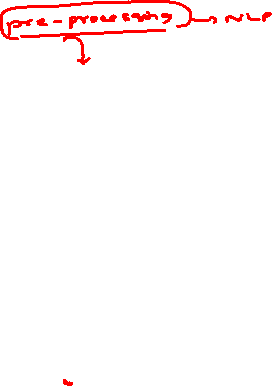 pre-processing → NLP